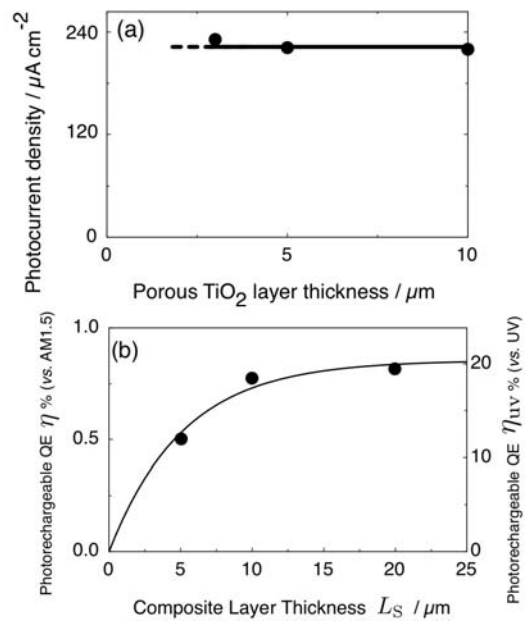 (a)
240
120
0
0
5
10
Photocurrent density / µA cm⁻²
Porous TiO₂ layer thickness / µm
(b)
1.0
0.5
0.0
20
10
0
0
5
10
15
20
25
Photorechargeable QE η % (vs. AM1.5)
Photorechargeable QE ηuv % (vs. UV)
Composite Layer Thickness LS / µm